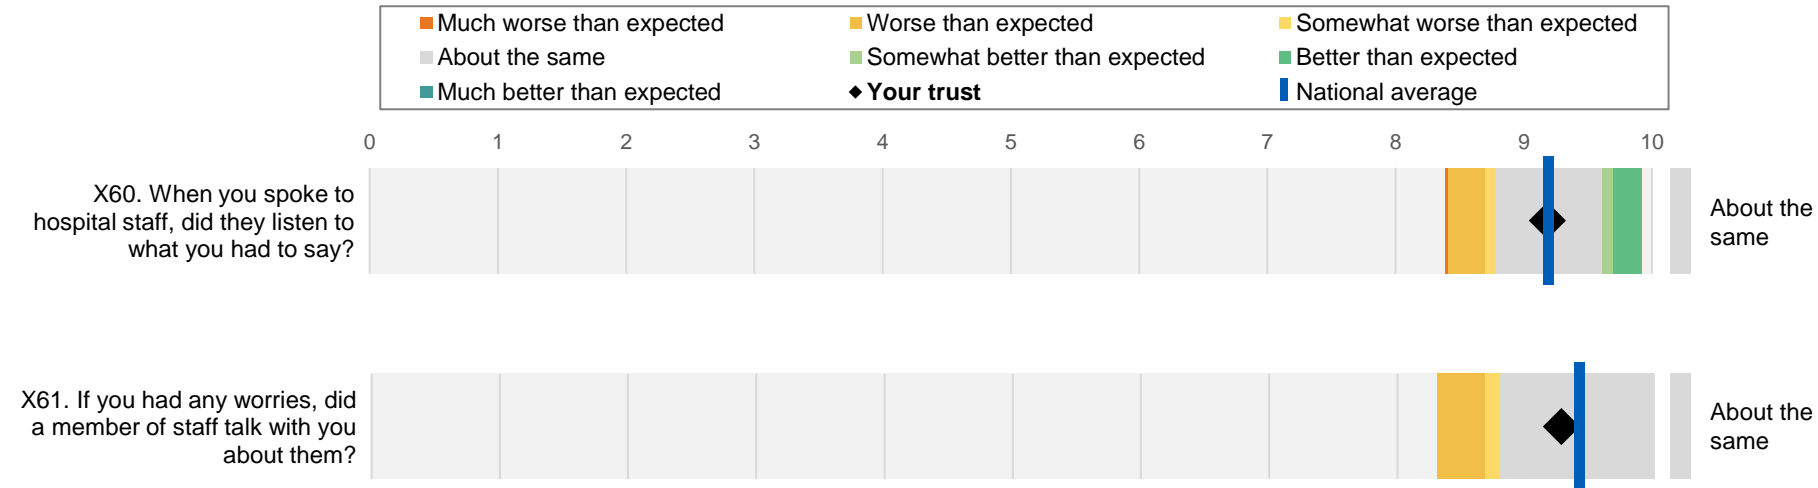 Much worse than expected
Worse than expected
Somewhat worse than expected
About the same
Somewhat better than expected
Better than expected
Much better than expected
Your trust
National average
0 1 2 3 4 5 6 7 8 9 10
X60. When you spoke to
hospital staff, did they listen to
what you had to say?
About the
same
X61. If you had any worries, did
a member of staff talk with you
about them?
About the
same